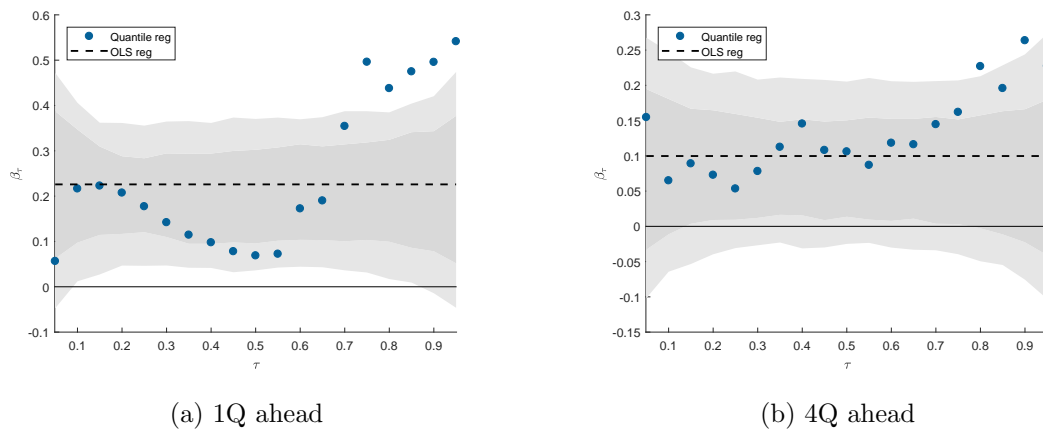 0.6
0.5
0.4
0.3
0.2
0.1
0
-0.1
β_τ
Quantile reg
OLS reg
0.1 0.2 0.3 0.4 0.5 0.6 0.7 0.8 0.9
τ
(a) 1Q ahead
0.3
0.25
0.2
0.15
0.1
0.05
0
-0.05
-0.1
-0.15
β_τ
Quantile reg
OLS reg
0.1 0.2 0.3 0.4 0.5 0.6 0.7 0.8 0.9
τ
(b) 4Q ahead